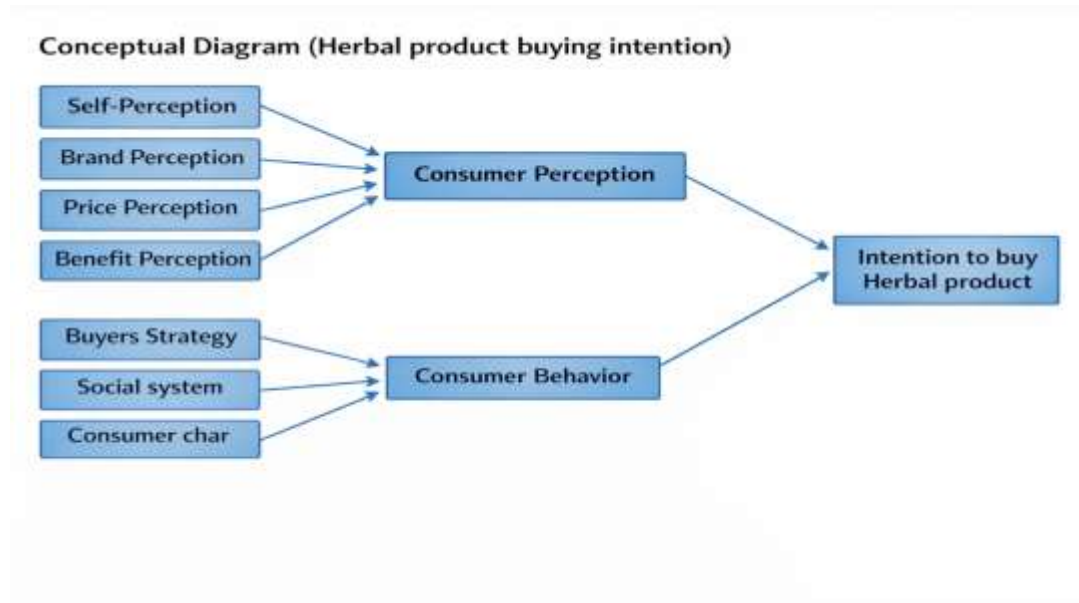 Conceptual Diagram (Herbal product buying intention)
Self-Perception
Brand Perception
Price Perception
Benefit Perception
Consumer Perception
Buyers Strategy
Social system
Consumer char
Consumer Behavior
Intention to buy
Herbal product